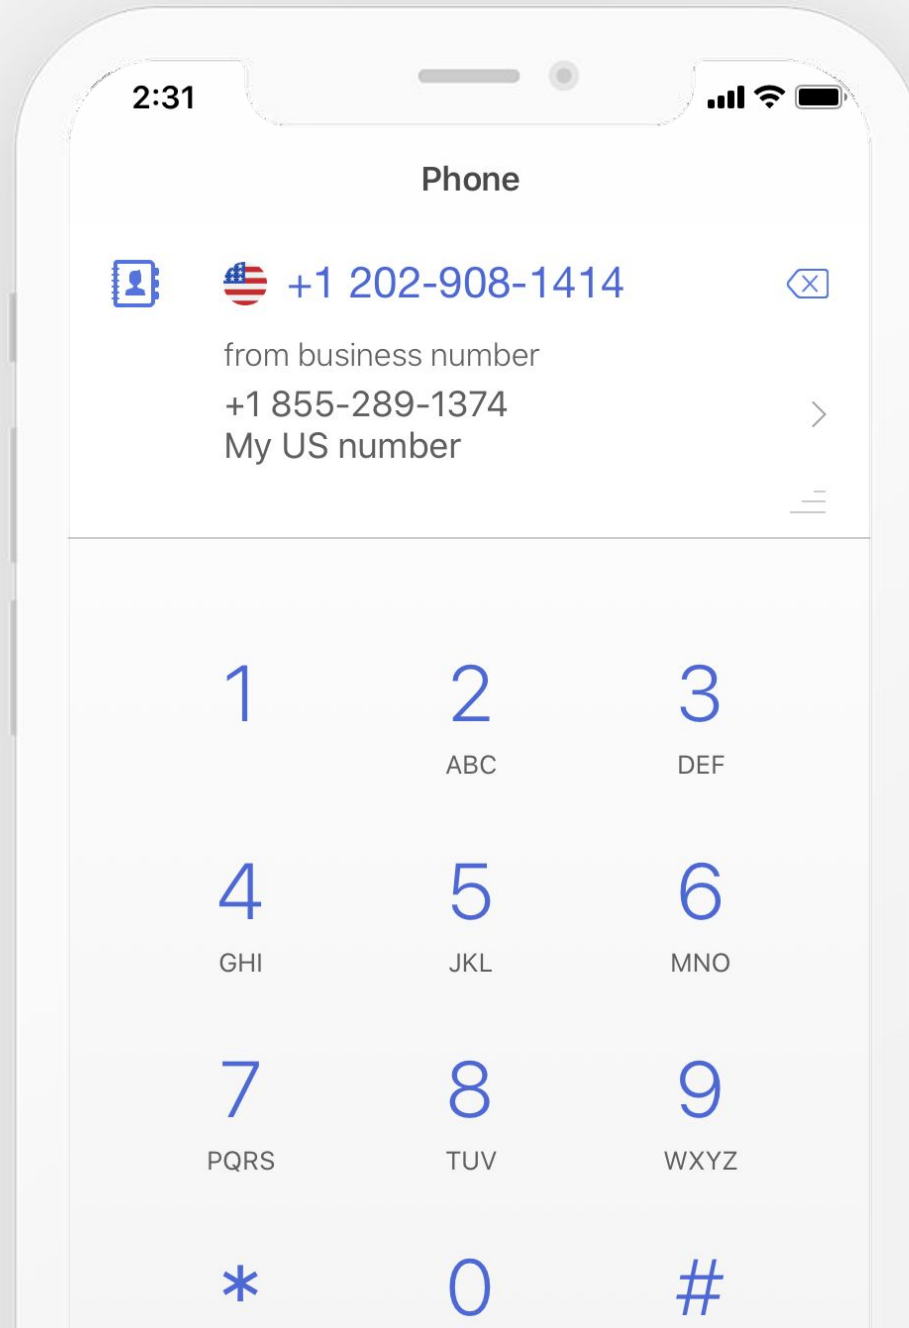 2:31
Phone
+1 202-908-1414
from business number
+1 855-289-1374
My US number
1 2 3
ABC DEF
4 5 6
GHI JKL MNO
7 8 9
PQRS TUV WXYZ
* 0 #